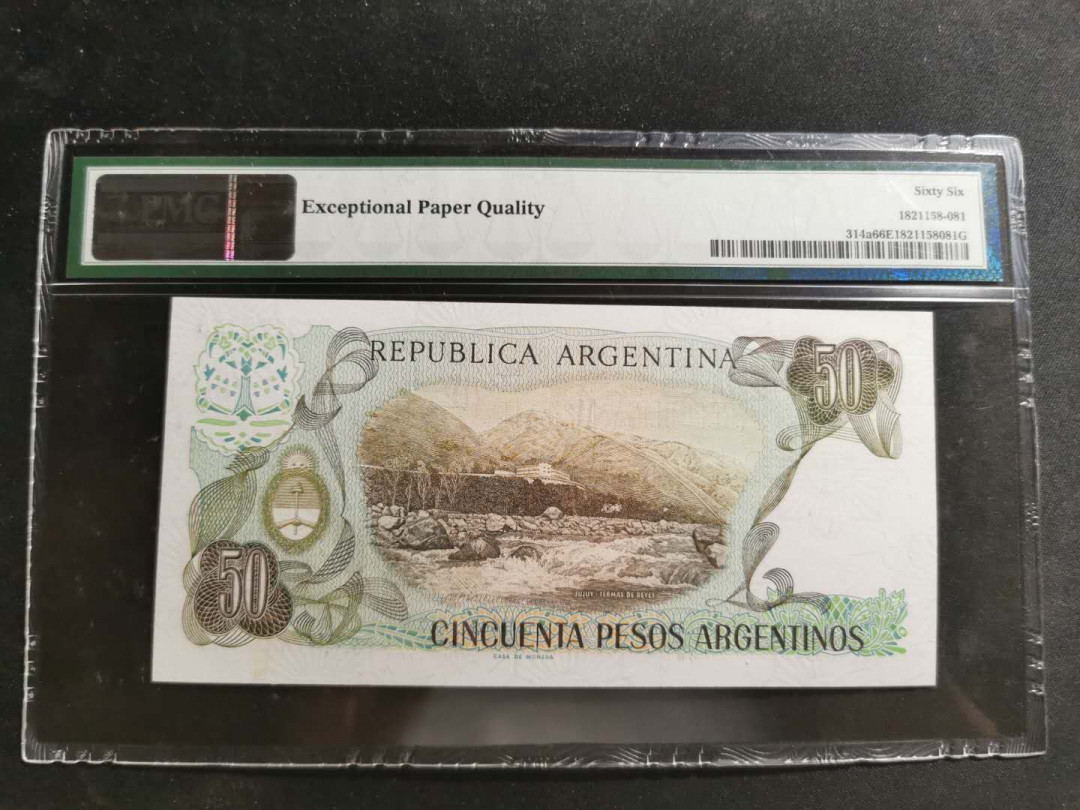 PMG
Exceptional Paper Quality
Sixty Six
1821158-081
314a66E1821158081G
REPUBLICA ARGENTINA
50
50
JUJUY - TERMAS DE REYES
CINCUENTA PESOS ARGENTINOS
CASA DE MONEDA